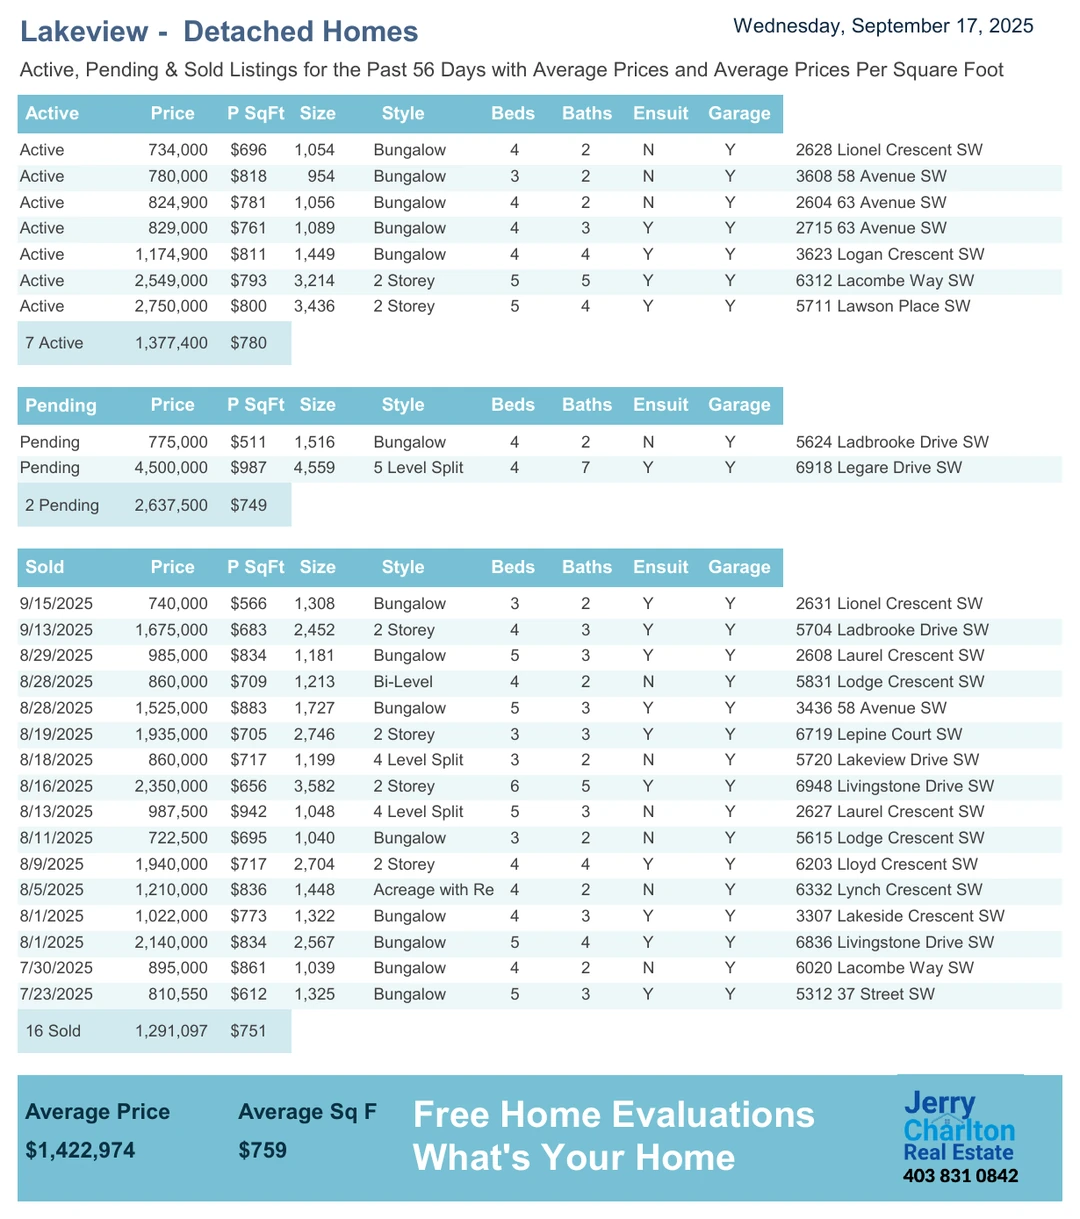 Lakeview - Detached Homes
Wednesday, September 17, 2025
Active, Pending & Sold Listings for the Past 56 Days with Average Prices and Average Prices Per Square Foot
Active Price P SqFt Size Style Beds Baths Ensuit Garage
Active 734,000 $696 1,054 Bungalow 4 2 N Y 2628 Lionel Crescent SW
Active 780,000 $818 954 Bungalow 3 2 N Y 3608 58 Avenue SW
Active 824,900 $781 1,056 Bungalow 4 2 N Y 2604 63 Avenue SW
Active 829,000 $761 1,089 Bungalow 4 3 Y Y 2715 63 Avenue SW
Active 1,174,900 $811 1,449 Bungalow 4 4 Y Y 3623 Logan Crescent SW
Active 2,549,000 $793 3,214 2 Storey 5 5 Y Y 6312 Lacombe Way SW
Active 2,750,000 $800 3,436 2 Storey 5 4 Y Y 5711 Lawson Place SW
7 Active 1,377,400 $780
Pending Price P SqFt Size Style Beds Baths Ensuit Garage
Pending 775,000 $511 1,516 Bungalow 4 2 N Y 5624 Ladbrooke Drive SW
Pending 4,500,000 $987 4,559 5 Level Split 4 7 Y Y 6918 Legare Drive SW
2 Pending 2,637,500 $749
Sold Price P SqFt Size Style Beds Baths Ensuit Garage
9/15/2025 740,000 $566 1,308 Bungalow 3 2 Y Y 2631 Lionel Crescent SW
9/13/2025 1,675,000 $683 2,452 2 Storey 4 3 Y Y 5704 Ladbrooke Drive SW
8/29/2025 985,000 $834 1,181 Bungalow 5 3 Y Y 2608 Laurel Crescent SW
8/28/2025 860,000 $709 1,213 Bi-Level 4 2 N Y 5831 Lodge Crescent SW
8/28/2025 1,525,000 $883 1,727 Bungalow 5 3 Y Y 3436 58 Avenue SW
8/19/2025 1,935,000 $705 2,746 2 Storey 3 3 Y Y 6719 Lepine Court SW
8/18/2025 860,000 $717 1,199 4 Level Split 3 2 N Y 5720 Lakeview Drive SW
8/16/2025 2,350,000 $656 3,582 2 Storey 6 5 Y Y 6948 Livingstone Drive SW
8/13/2025 987,500 $942 1,048 4 Level Split 5 3 N Y 2627 Laurel Crescent SW
8/11/2025 722,500 $695 1,040 Bungalow 3 2 N Y 5615 Lodge Crescent SW
8/9/2025 1,940,000 $717 2,704 2 Storey 4 4 Y Y 6203 Lloyd Crescent SW
8/5/2025 1,210,000 $836 1,448 Acreage with Re 4 2 N Y 6332 Lynch Crescent SW
8/1/2025 1,022,000 $773 1,322 Bungalow 4 3 Y Y 3307 Lakeside Crescent SW
8/1/2025 2,140,000 $834 2,567 Bungalow 5 4 Y Y 6836 Livingstone Drive SW
7/30/2025 895,000 $861 1,039 Bungalow 4 2 N Y 6020 Lacombe Way SW
7/23/2025 810,550 $612 1,325 Bungalow 5 3 Y Y 5312 37 Street SW
16 Sold 1,291,097 $751
Average Price Average Sq F
$1,422,974 $759
Free Home Evaluations
What's Your Home
Jerry
Charlton
Real Estate
403 831 0842